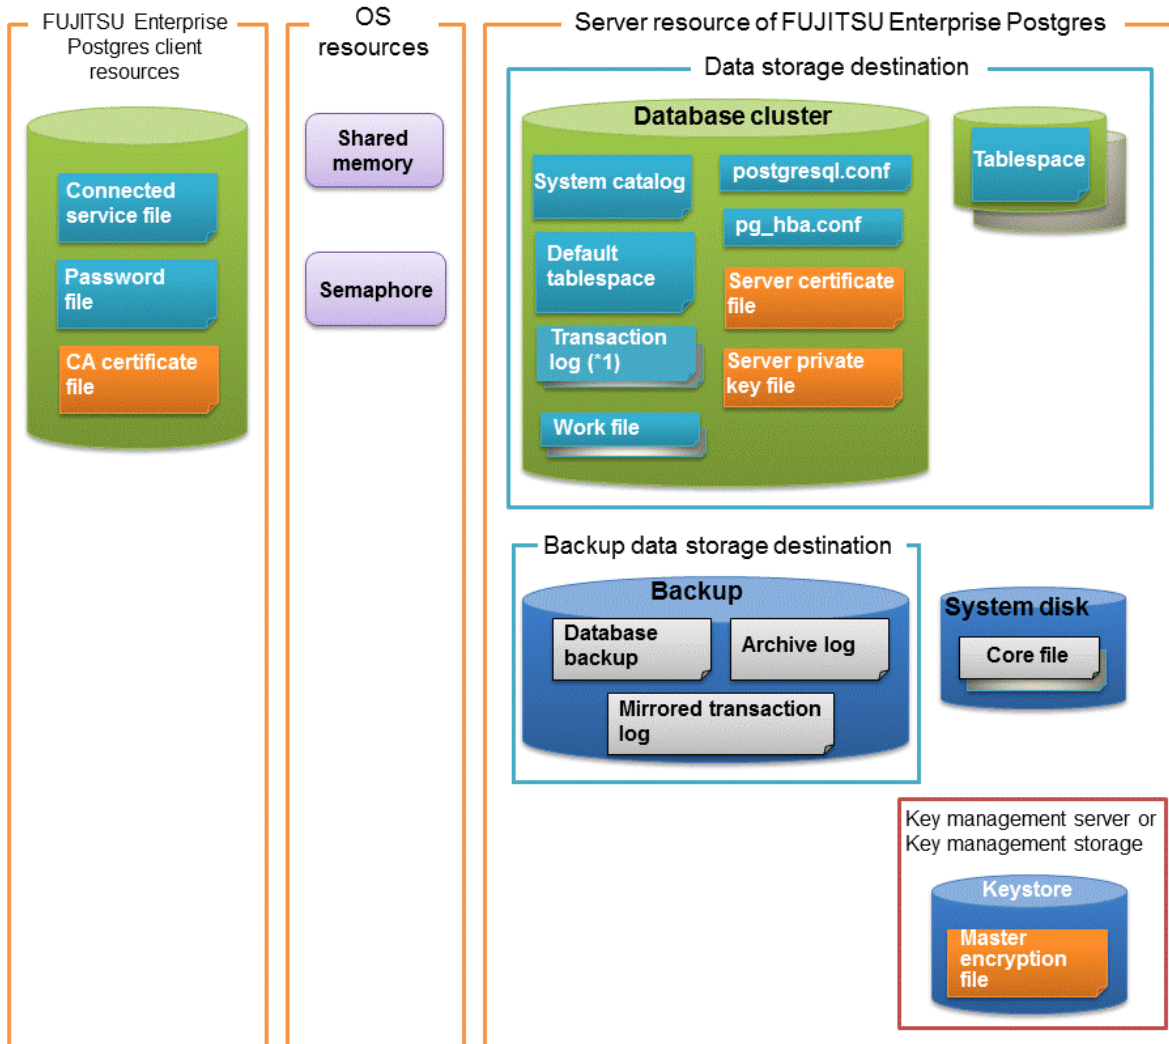 FUJITSU Enterprise
Postgres client
resources
Connected
service file
Password
file
CA certificate
file
OS
resources
Shared
memory
Semaphore
Server resource of FUJITSU Enterprise Postgres
Data storage destination
Database cluster
System catalog
Default
tablespace
Transaction
log (*1)
Work file
postgresql.conf
pg_hba.conf
Server certificate
file
Server private
key file
Tablespace
Backup data storage destination
Backup
Database
backup
Archive log
Mirrored transaction
log
System disk
Core file
Key management server or
Key management storage
Keystore
Master
encryption
file